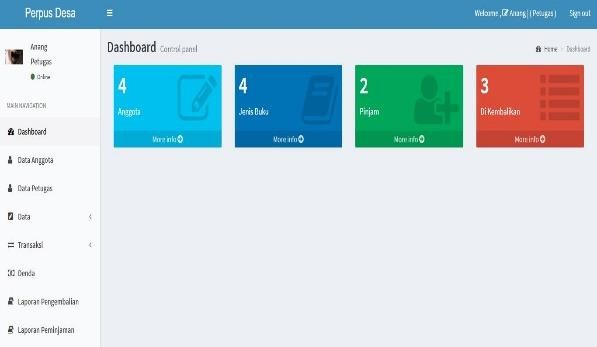 Perpus Desa
Welcome , Anang | ( Petugas ) Sign out
Anang
Petugas
Online
MAIN NAVIGATION
Dashboard
Data Anggota
Data Petugas
Data
Transaksi
Denda
Laporan Pengembalian
Laporan Peminjaman
Dashboard Control panel
Home > Dashboard
4
Anggota
More info
4
Jenis Buku
More info
2
Pinjam
More info
3
Di Kembalikan
More info